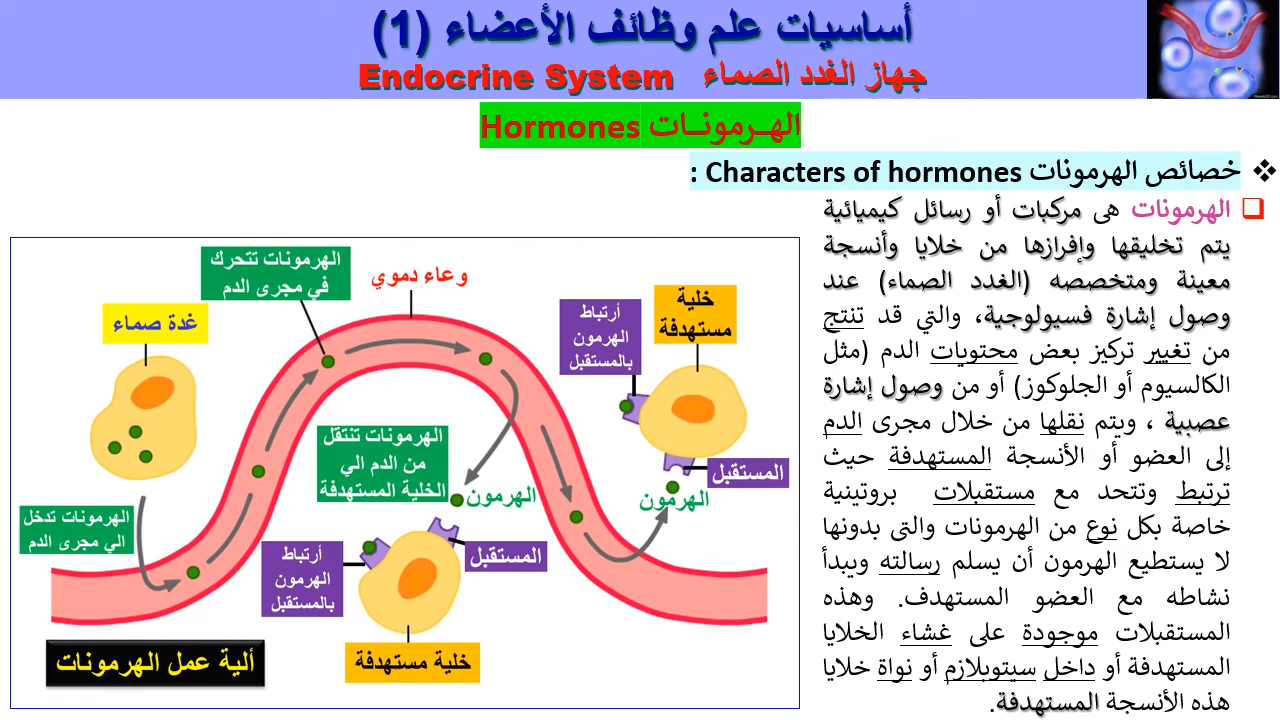 أساسيات علم وظائف الأعضاء (1)
جهاز الغدد الصماء Endocrine System
الهـرمونـات Hormones
❖ خصائص الهرمونات Characters of hormones :
الهرمونات هى مركبات أو رسائل كيميائية
يتم تخليقها وإفرازها من خلايا وأنسجة
معينة ومتخصصه (الغدد الصماء) عند
وصول إشارة فسيولوجية، والتي قد تنتج
من تغيير تركيز بعض محتويات الدم (مثل
الكالسيوم أو الجلوكوز) أو من وصول إشارة
عصبية ، ويتم نقلها من خلال مجرى الدم
إلى العضو أو الأنسجة المستهدفة حيث
ترتبط وتتحد مع مستقبلات بروتينية
خاصة بكل نوع من الهرمونات والتى بدونها
لا يستطيع الهرمون أن يسلم رسالته ويبدأ
نشاطه مع العضو المستهدف. وهذه
المستقبلات موجودة على غشاء الخلايا
المستهدفة أو داخل سيتوبلازم أو نواة خلايا
هذه الأنسجة المستهدفة.
الهرمونات تتحرك
في مجرى الدم
وعاء دموي
خلية
مستهدفة
أرتباط
الهرمون
بالمستقبل
غدة صماء
الهرمونات تنتقل
من الدم الي
الخلية المستهدفة
المستقبل
الهرمون
الهرمون
الهرمونات تدخل
الي مجرى الدم
المستقبل
أرتباط
الهرمون
بالمستقبل
خلية مستهدفة
ألية عمل الهرمونات